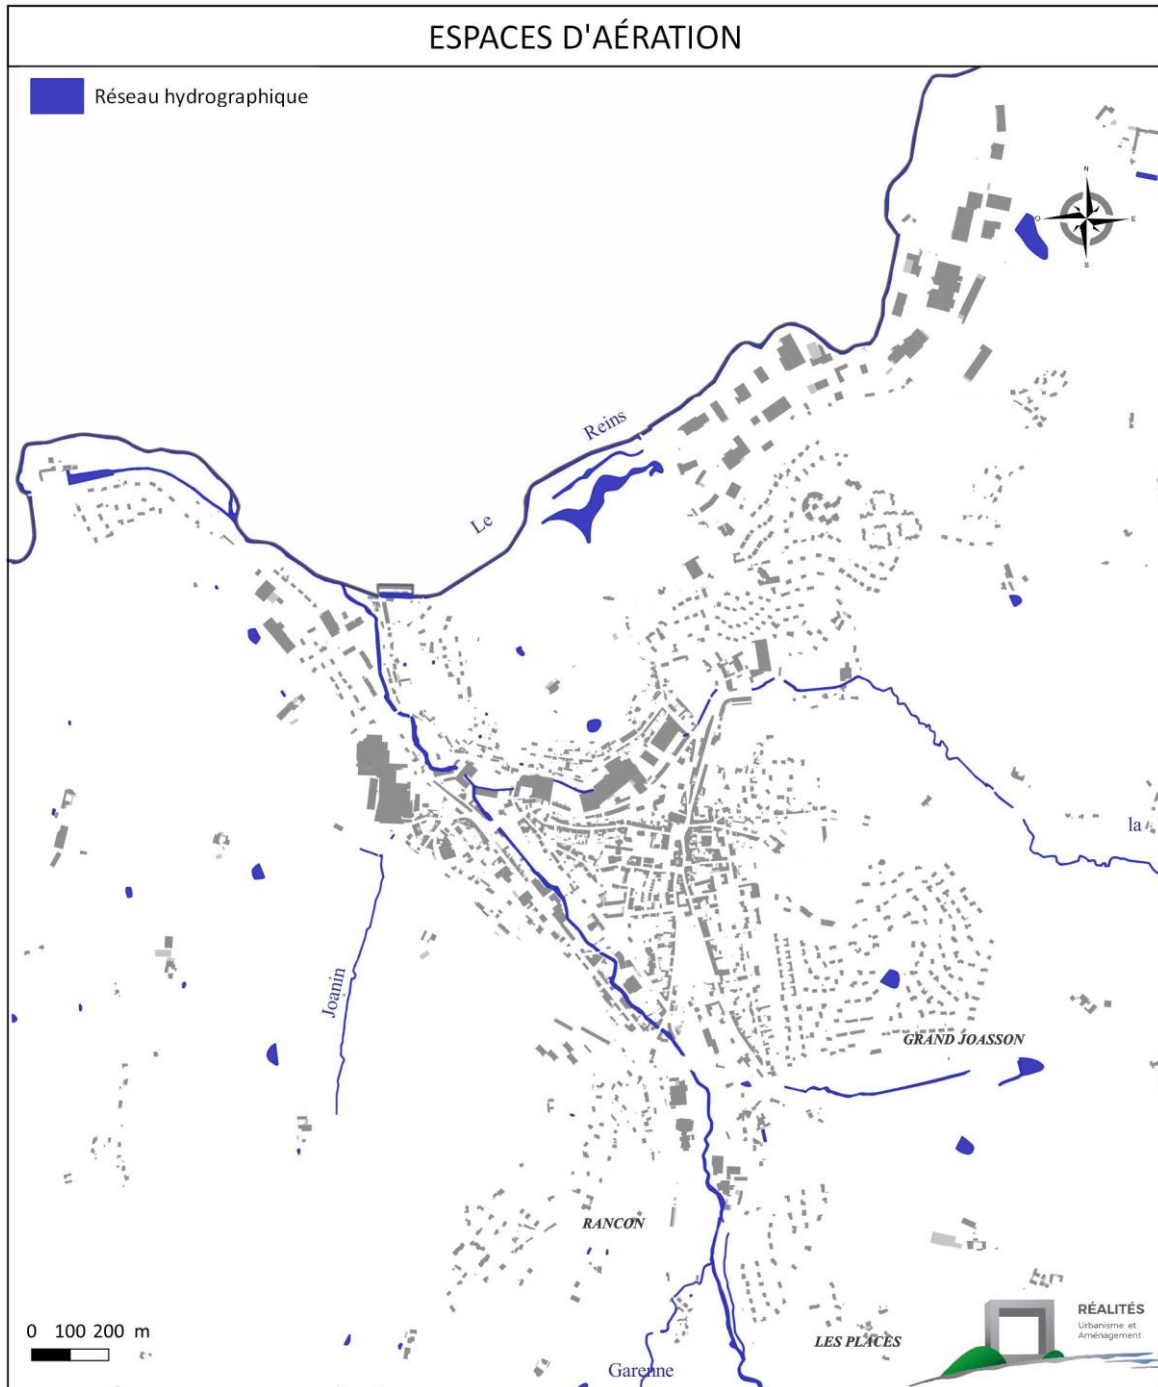 ESPACES D'AÉRATION
Réseau hydrographique
N
O
E
S
Reins
Le
la
Joanin
GRAND JOASSON
RANCON
0 100 200 m
LES PLACES
Garenne
RÉALITÉS
Urbanisme et
Aménagement